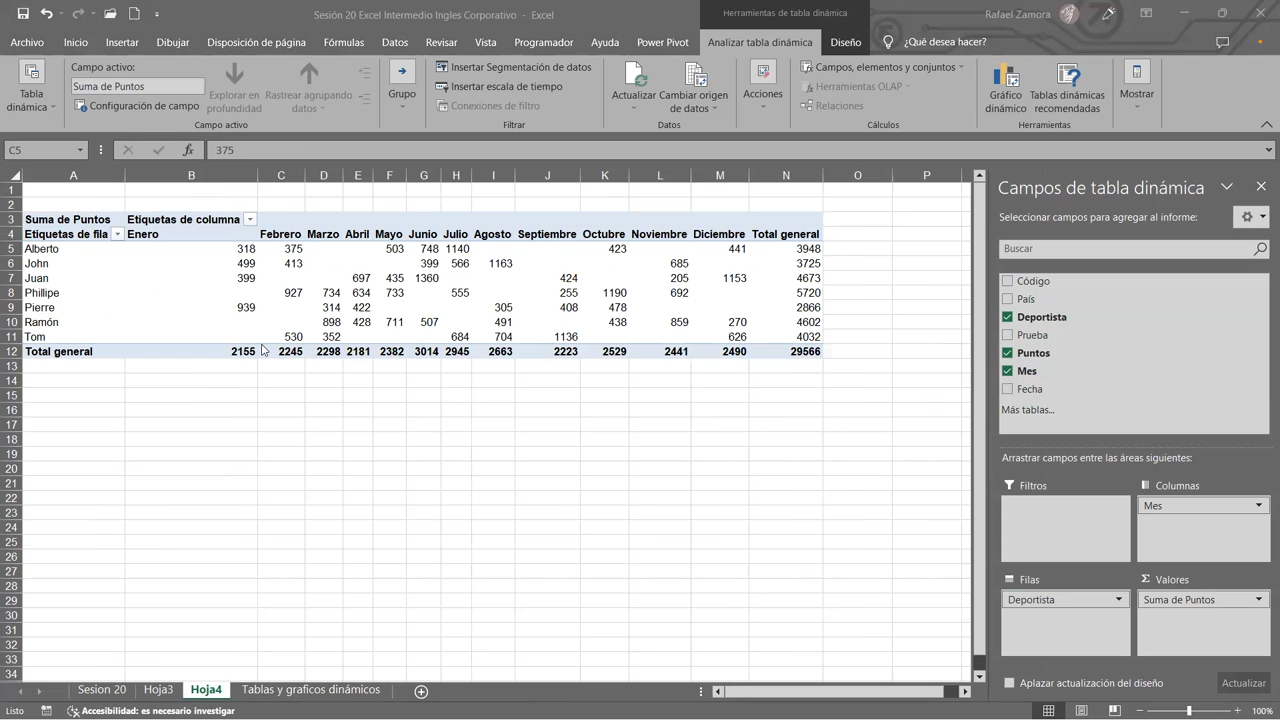 Sesión 20 Excel Intermedio Ingles Corporativo - Excel
Herramientas de tabla dinámica
Rafael Zamora
Archivo Inicio Insertar Dibujar Disposición de página Fórmulas Datos Revisar Vista Programador Ayuda Power Pivot Analizar tabla dinámica Diseño ¿Qué desea hacer?
Tabla dinámica
Campo activo:
Suma de Puntos
Configuración de campo
Explorar en profundidad
Rastrear agrupando datos
Campo activo
Grupo
Insertar Segmentación de datos
Insertar escala de tiempo
Conexiones de filtro
Filtrar
Actualizar
Cambiar origen de datos
Datos
Acciones
Campos, elementos y conjuntos
Herramientas OLAP
Relaciones
Cálculos
Gráfico dinámico
Tablas dinámicas recomendadas
Herramientas
Mostrar
C5 fx 375
A B C D E F G H I J K L M N O P
1
2
3 Suma de Puntos Etiquetas de columna
4 Etiquetas de fila Enero Febrero Marzo Abril Mayo Junio Julio Agosto Septiembre Octubre Noviembre Diciembre Total general
5 Alberto 318 375 503 748 1140 423 441 3948
6 John 499 413 399 566 1163 685 3725
7 Juan 399 697 435 1360 424 205 1153 4673
8 Phillipe 927 734 634 733 555 255 1190 692 5720
9 Pierre 939 314 422 305 408 478 2866
10 Ramón 898 428 711 507 491 438 859 270 4602
11 Tom 530 352 684 704 1136 626 4032
12 Total general 2155 2245 2298 2181 2382 3014 2945 2663 2223 2529 2441 2490 29566
13
14
15
16
17
18
19
20
21
22
23
24
25
26
27
28
29
30
31
32
33
34
Campos de tabla dinámica
Seleccionar campos para agregar al informe:
Buscar
Código
País
Deportista
Prueba
Puntos
Mes
Fecha
Más tablas...
Arrastrar campos entre las áreas siguientes:
Filtros
Columnas
Mes
Filas
Deportista
Σ Valores
Suma de Puntos
Aplazar actualización del diseño
Actualizar
Sesion 20 Hoja3 Hoja4 Tablas y graficos dinámicos
Listo Accesibilidad: es necesario investigar 100%